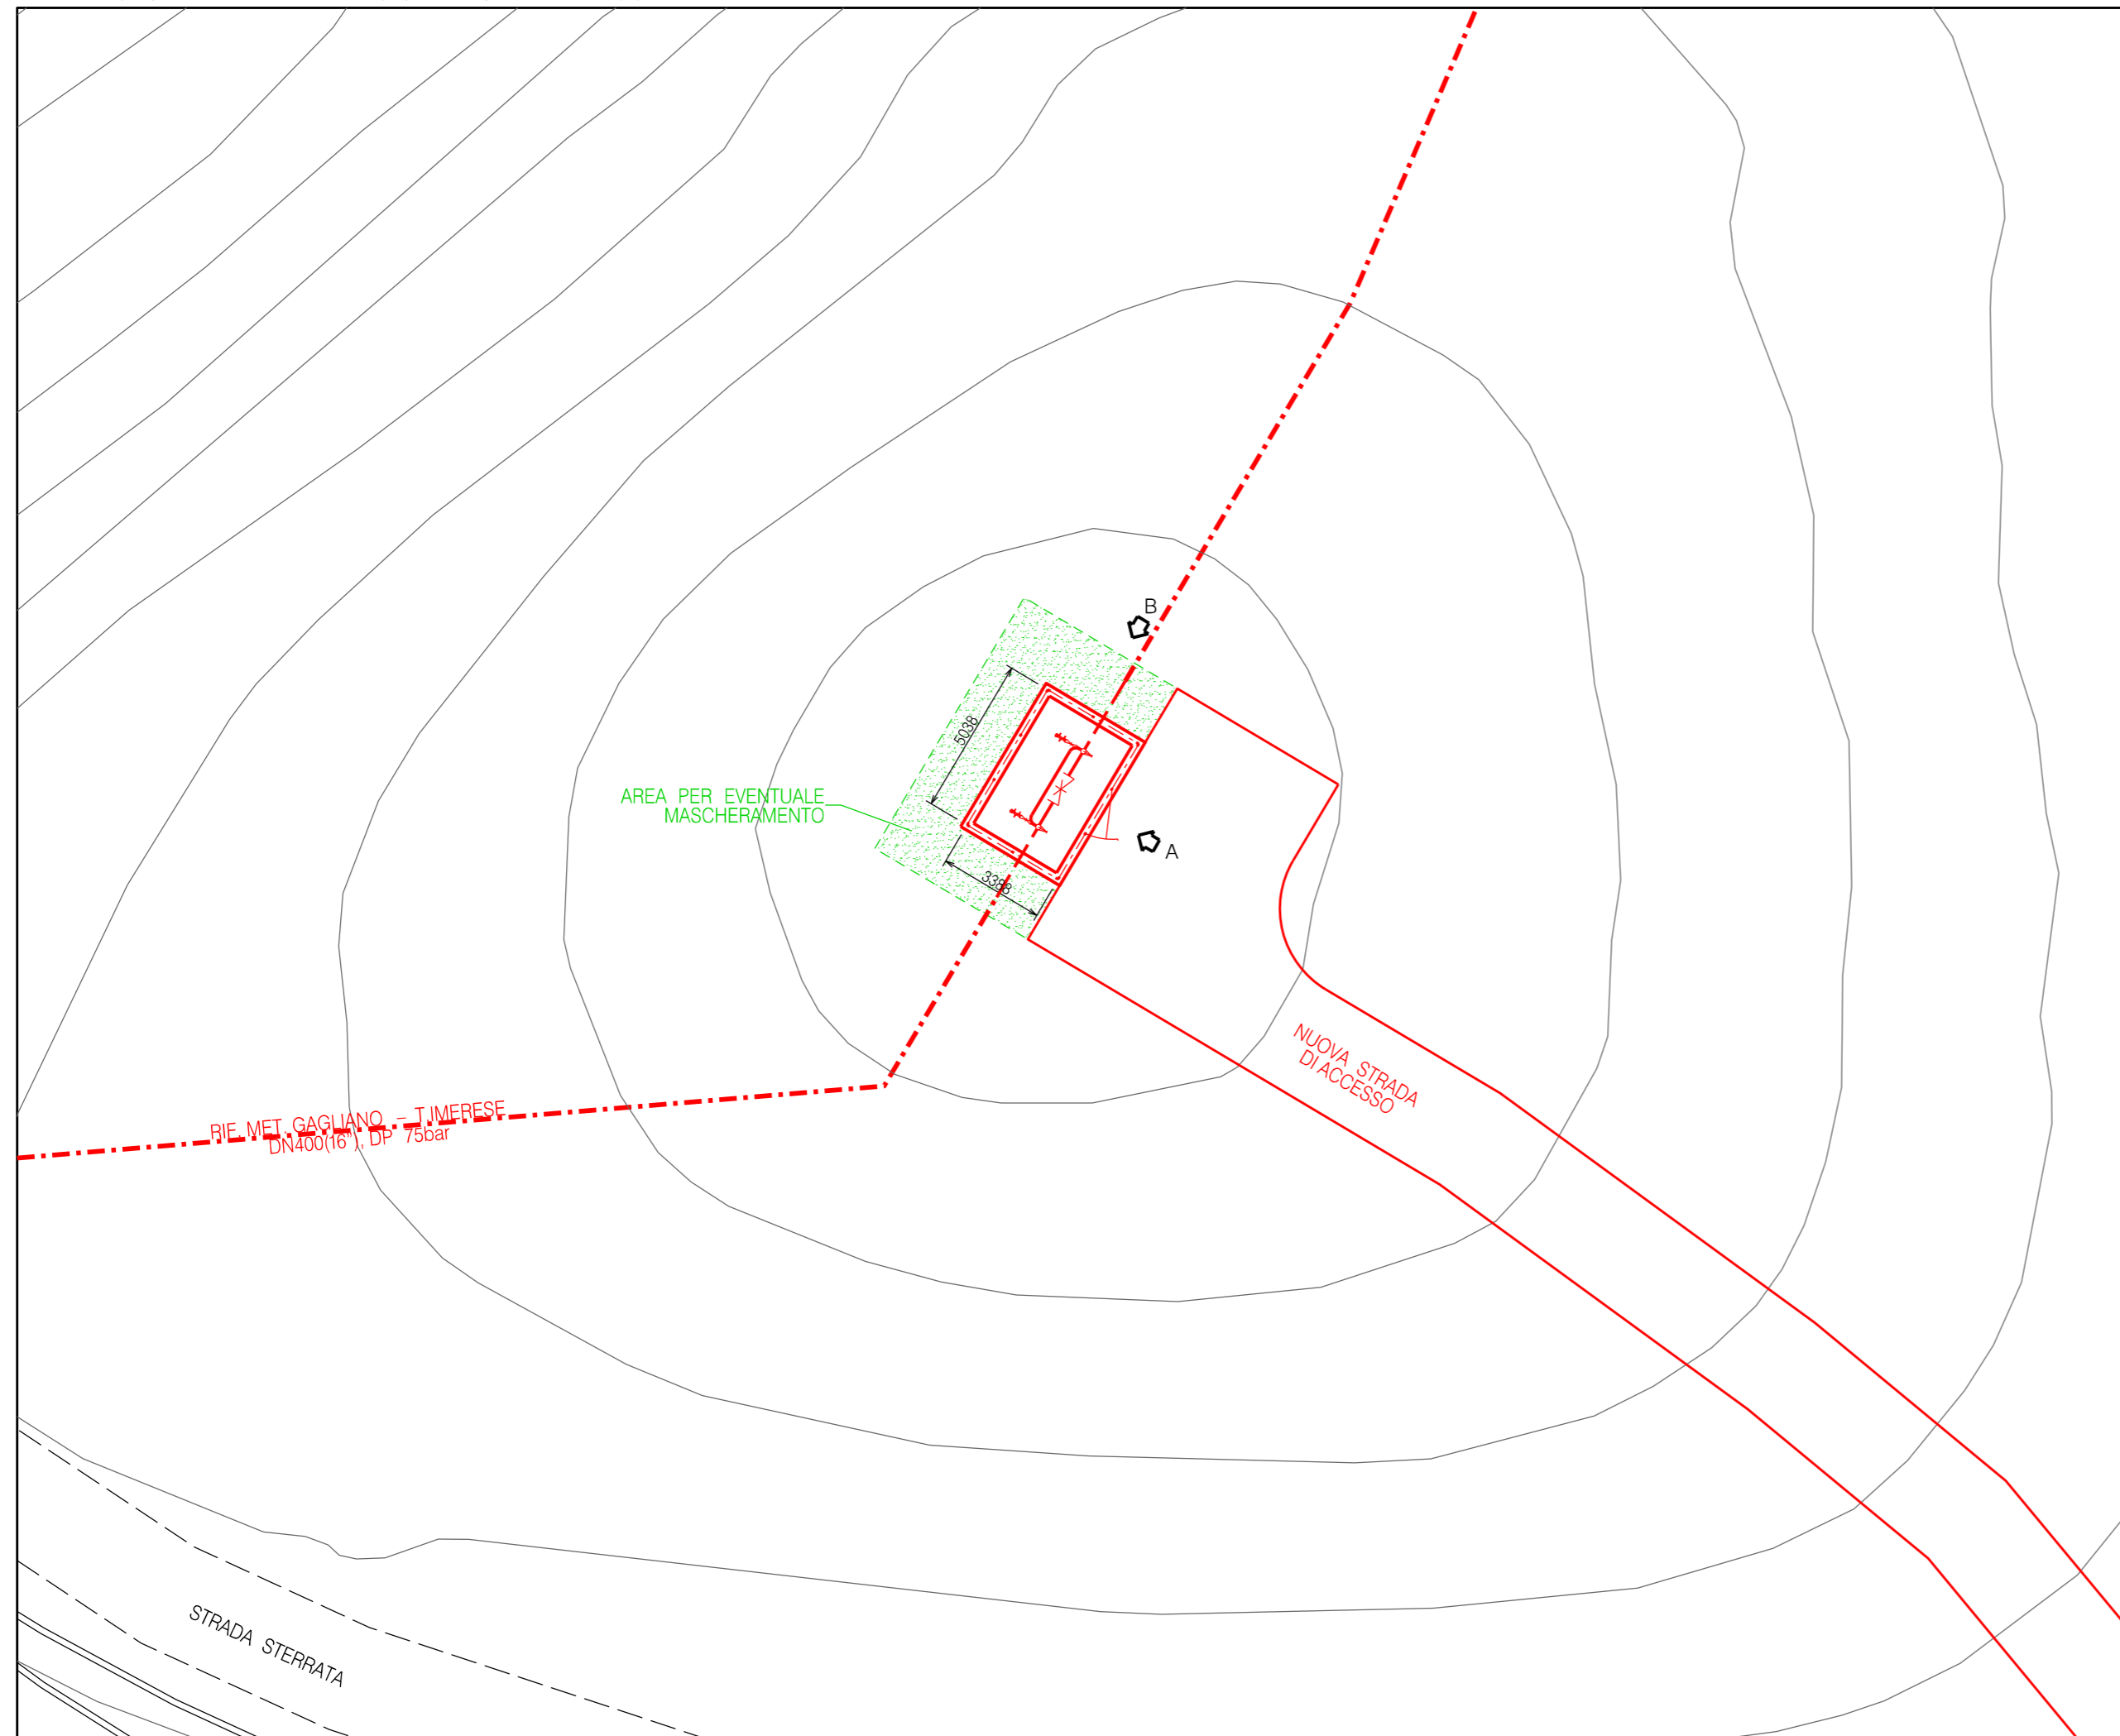 B
5038
AREA PER EVENTUALE
MASCHERAMENTO
A
3388
NUOVA STRADA
DI ACCESSO
RIF. MET. GAGLIANO - T.IMERESE
DN400(16"), DP 75bar
STRADA STERRATA